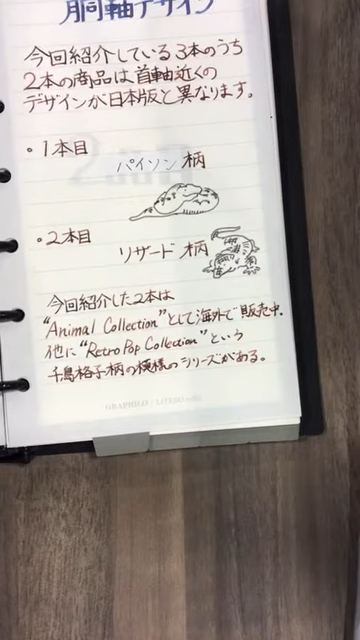 胴軸デザイン
今回紹介している3本のうち
2本の商品は首軸近くの
デザインが日本版と異なります。
・1本目
パイソン柄
・2本目
リザード柄
今回紹介した2本は
"Animal Collection"として海外で販売中.
他に"Retro Pop Collection"という
千鳥格子柄の模様のシリーズがある。
GRAPHILO | LIFEBO